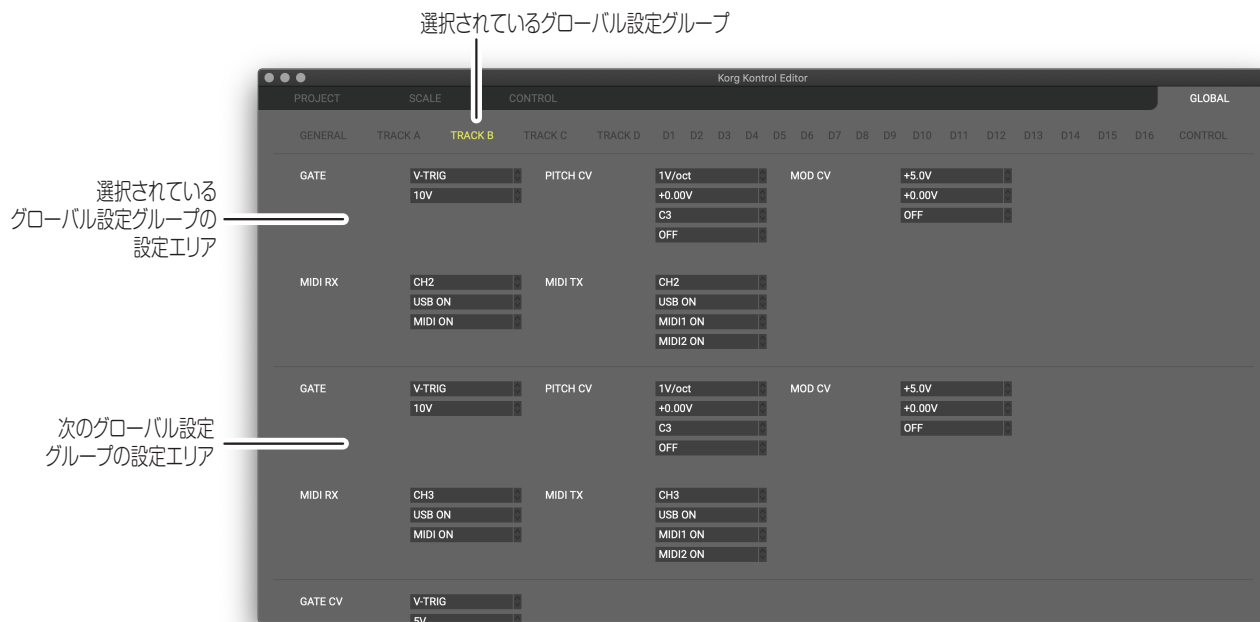 選択されているグローバル設定グループ
Korg Kontrol Editor
PROJECT SCALE CONTROL GLOBAL
GENERAL TRACK A TRACK B TRACK C TRACK D D1 D2 D3 D4 D5 D6 D7 D8 D9 D10 D11 D12 D13 D14 D15 D16 CONTROL
選択されている
グローバル設定グループの
設定エリア
GATE V-TRIG PITCH CV 1V/oct MOD CV +5.0V
10V +0.00V +0.00V
C3 OFF
OFF
MIDI RX CH2 MIDI TX CH2
USB ON USB ON
MIDI ON MIDI1 ON
MIDI2 ON
次のグローバル設定
グループの設定エリア
GATE V-TRIG PITCH CV 1V/oct MOD CV +5.0V
10V +0.00V +0.00V
C3 OFF
OFF
MIDI RX CH3 MIDI TX CH3
USB ON USB ON
MIDI ON MIDI1 ON
MIDI2 ON
GATE CV V-TRIG
5V